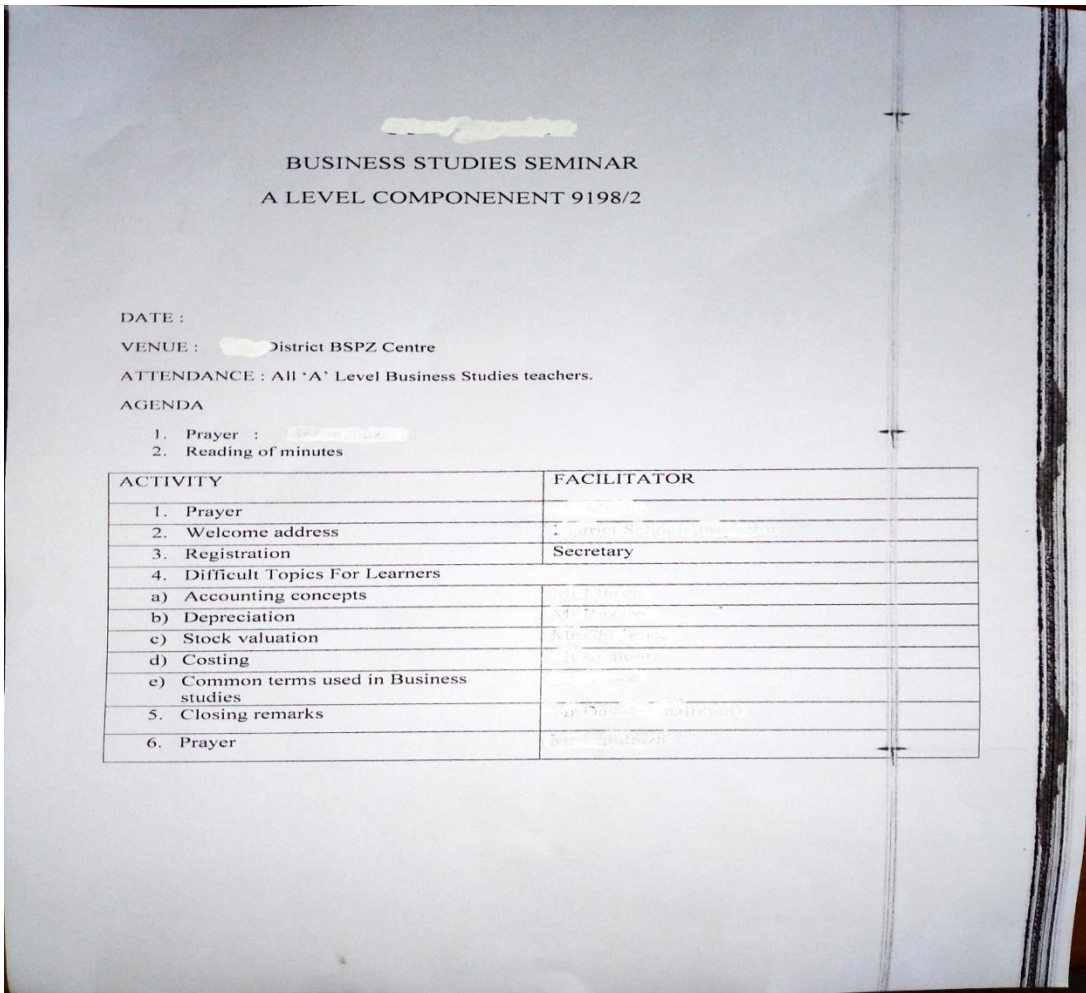 BUSINESS STUDIES SEMINAR
A LEVEL COMPONENENT 9198/2
DATE :
VENUE : District BSPZ Centre
ATTENDANCE : All ‘A’ Level Business Studies teachers.
AGENDA
1. Prayer :
2. Reading of minutes
ACTIVITY FACILITATOR
1. Prayer
2. Welcome address :
3. Registration Secretary
4. Difficult Topics For Learners
a) Accounting concepts
b) Depreciation
c) Stock valuation
d) Costing
e) Common terms used in Business
studies
5. Closing remarks
6. Prayer